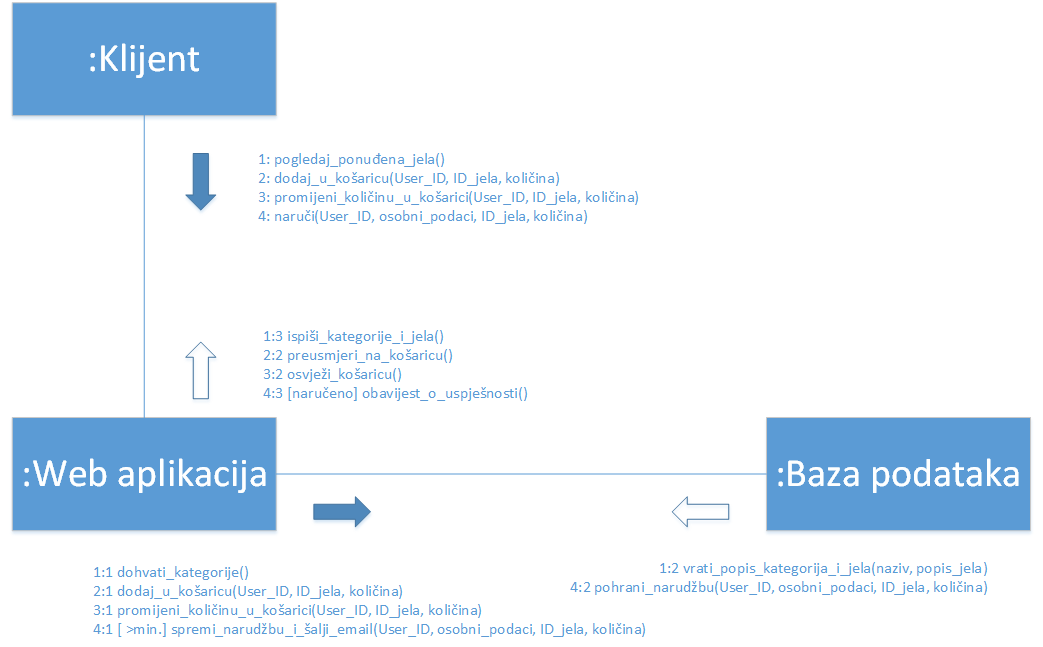 :Klijent
1: pogledaj_ponuđena_jela()
2: dodaj_u_košaricu(User_ID, ID_jela, količina)
3: promijeni_količinu_u_košarici(User_ID, ID_jela, količina)
4: naruči(User_ID, osobni_podaci, ID_jela, količina)
1:3 ispiši_kategorije_i_jela()
2:2 preusmjeri_na_košaricu()
3:2 osvježi_košaricu()
4:3 [naručeno] obavijest_o_uspješnosti()
:Web aplikacija
:Baza podataka
1:1 dohvati_kategorije()
2:1 dodaj_u_košaricu(User_ID, ID_jela, količina)
3:1 promijeni_količinu_u_košarici(User_ID, ID_jela, količina)
4:1 [ >min.] spremi_narudžbu_i_šalji_email(User_ID, osobni_podaci, ID_jela, količina)
1:2 vrati_popis_kategorija_i_jela(naziv, popis_jela)
4:2 pohrani_narudžbu(User_ID, osobni_podaci, ID_jela, količina)